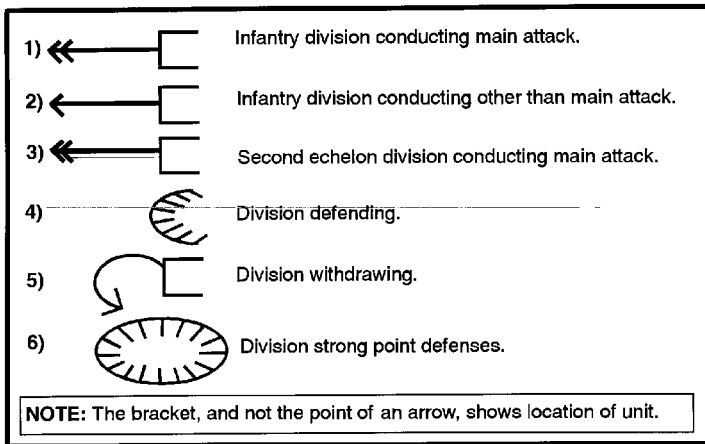 1) Infantry division conducting main attack.
2) Infantry division conducting other than main attack.
3) Second echelon division conducting main attack.
4) Division defending.
5) Division withdrawing.
6) Division strong point defenses.
NOTE: The bracket, and not the point of an arrow, shows location of unit.